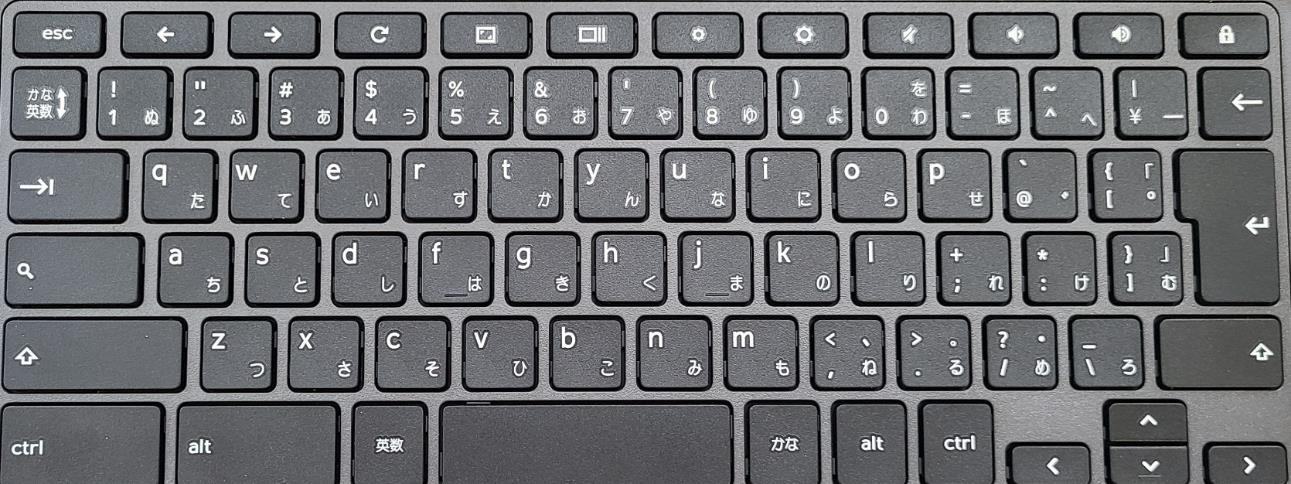 esc
かな 英数 ! 1 ぬ " 2 ふ # 3 あ $ 4 う % 5 え & 6 お ' 7 や ( 8 ゆ ) 9 よ を 0 わ = - ほ ~ ^ へ | ¥ ー
q た w て e い r す t か y ん u な i に o ら p せ ` @ ゛ { 「 [ ゜
a ち s と d し f は g き h く j ま k の l り + ; れ * : け } 」 ] む
z つ x さ c そ v ひ b こ n み m も < 、 , ね > 。 . る ? ・ / め _ \ ろ
ctrl alt 英数 かな alt ctrl